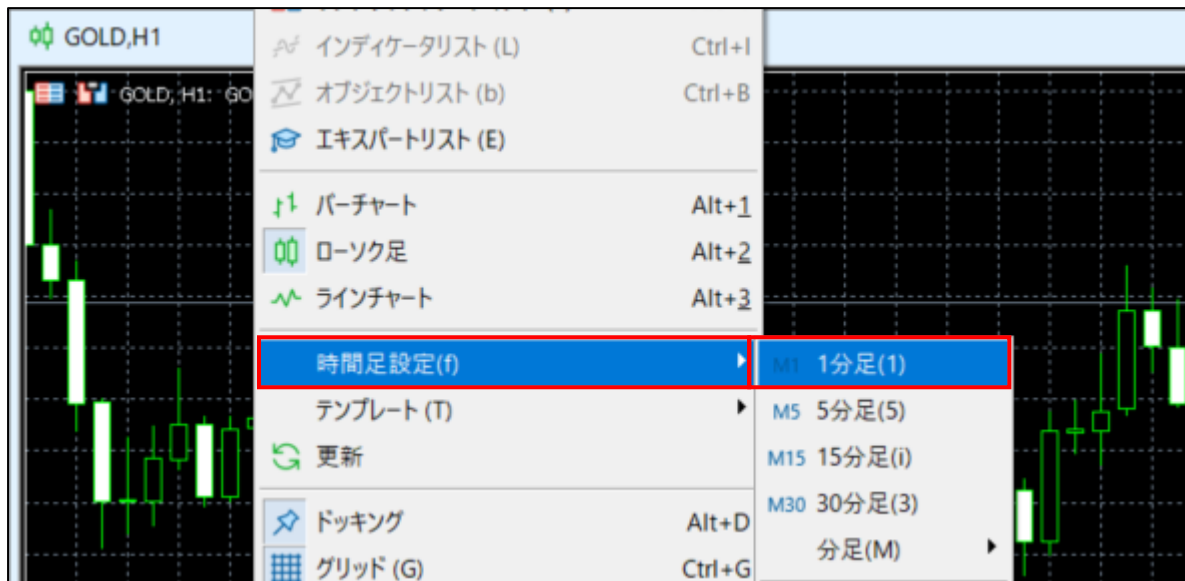 GOLD,H1
GOLD, H1: GO
インディケータリスト (L) Ctrl+I
オブジェクトリスト (b) Ctrl+B
エキスパートリスト (E)
バーチャート Alt+1
ローソク足 Alt+2
ラインチャート Alt+3
時間足設定(f)
テンプレート (T)
更新
ドッキング Alt+D
グリッド (G) Ctrl+G
M1 1分足(1)
M5 5分足(5)
M15 15分足(i)
M30 30分足(3)
分足(M)